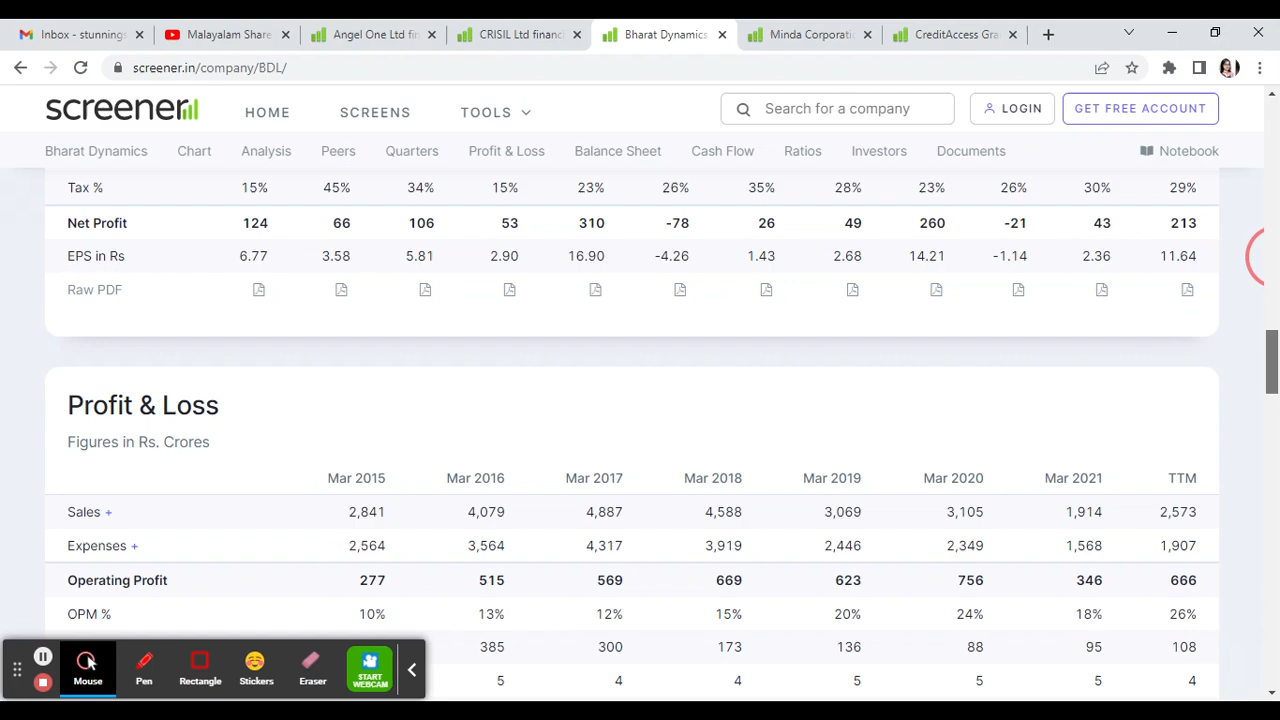 Inbox - stunnings
Malayalam Share
Angel One Ltd fin
CRISIL Ltd financ
Bharat Dynamics
Minda Corporatio
CreditAccess Gra
screener.in/company/BDL/
screener
HOME
SCREENS
TOOLS
Search for a company
LOGIN
GET FREE ACCOUNT
Bharat Dynamics Chart Analysis Peers Quarters Profit & Loss Balance Sheet Cash Flow Ratios Investors Documents Notebook
Tax % 15% 45% 34% 15% 23% 26% 35% 28% 23% 26% 30% 29%
Net Profit 124 66 106 53 310 -78 26 49 260 -21 43 213
EPS in Rs 6.77 3.58 5.81 2.90 16.90 -4.26 1.43 2.68 14.21 -1.14 2.36 11.64
Raw PDF
Profit & Loss
Figures in Rs. Crores
Mar 2015 Mar 2016 Mar 2017 Mar 2018 Mar 2019 Mar 2020 Mar 2021 TTM
Sales + 2,841 4,079 4,887 4,588 3,069 3,105 1,914 2,573
Expenses + 2,564 3,564 4,317 3,919 2,446 2,349 1,568 1,907
Operating Profit 277 515 569 669 623 756 346 666
OPM % 10% 13% 12% 15% 20% 24% 18% 26%
385 300 173 136 88 95 108
5 4 4 5 5 5 4
Mouse
Pen
Rectangle
Stickers
Eraser
START
WEBCAM